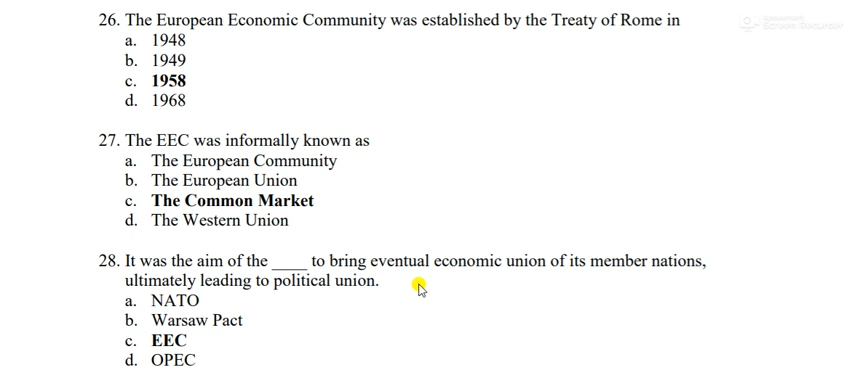 26. The European Economic Community was established by the Treaty of Rome in
a. 1948
b. 1949
c. 1958
d. 1968
27. The EEC was informally known as
a. The European Community
b. The European Union
c. The Common Market
d. The Western Union
28. It was the aim of the ____ to bring eventual economic union of its member nations,
ultimately leading to political union.
a. NATO
b. Warsaw Pact
c. EEC
d. OPEC